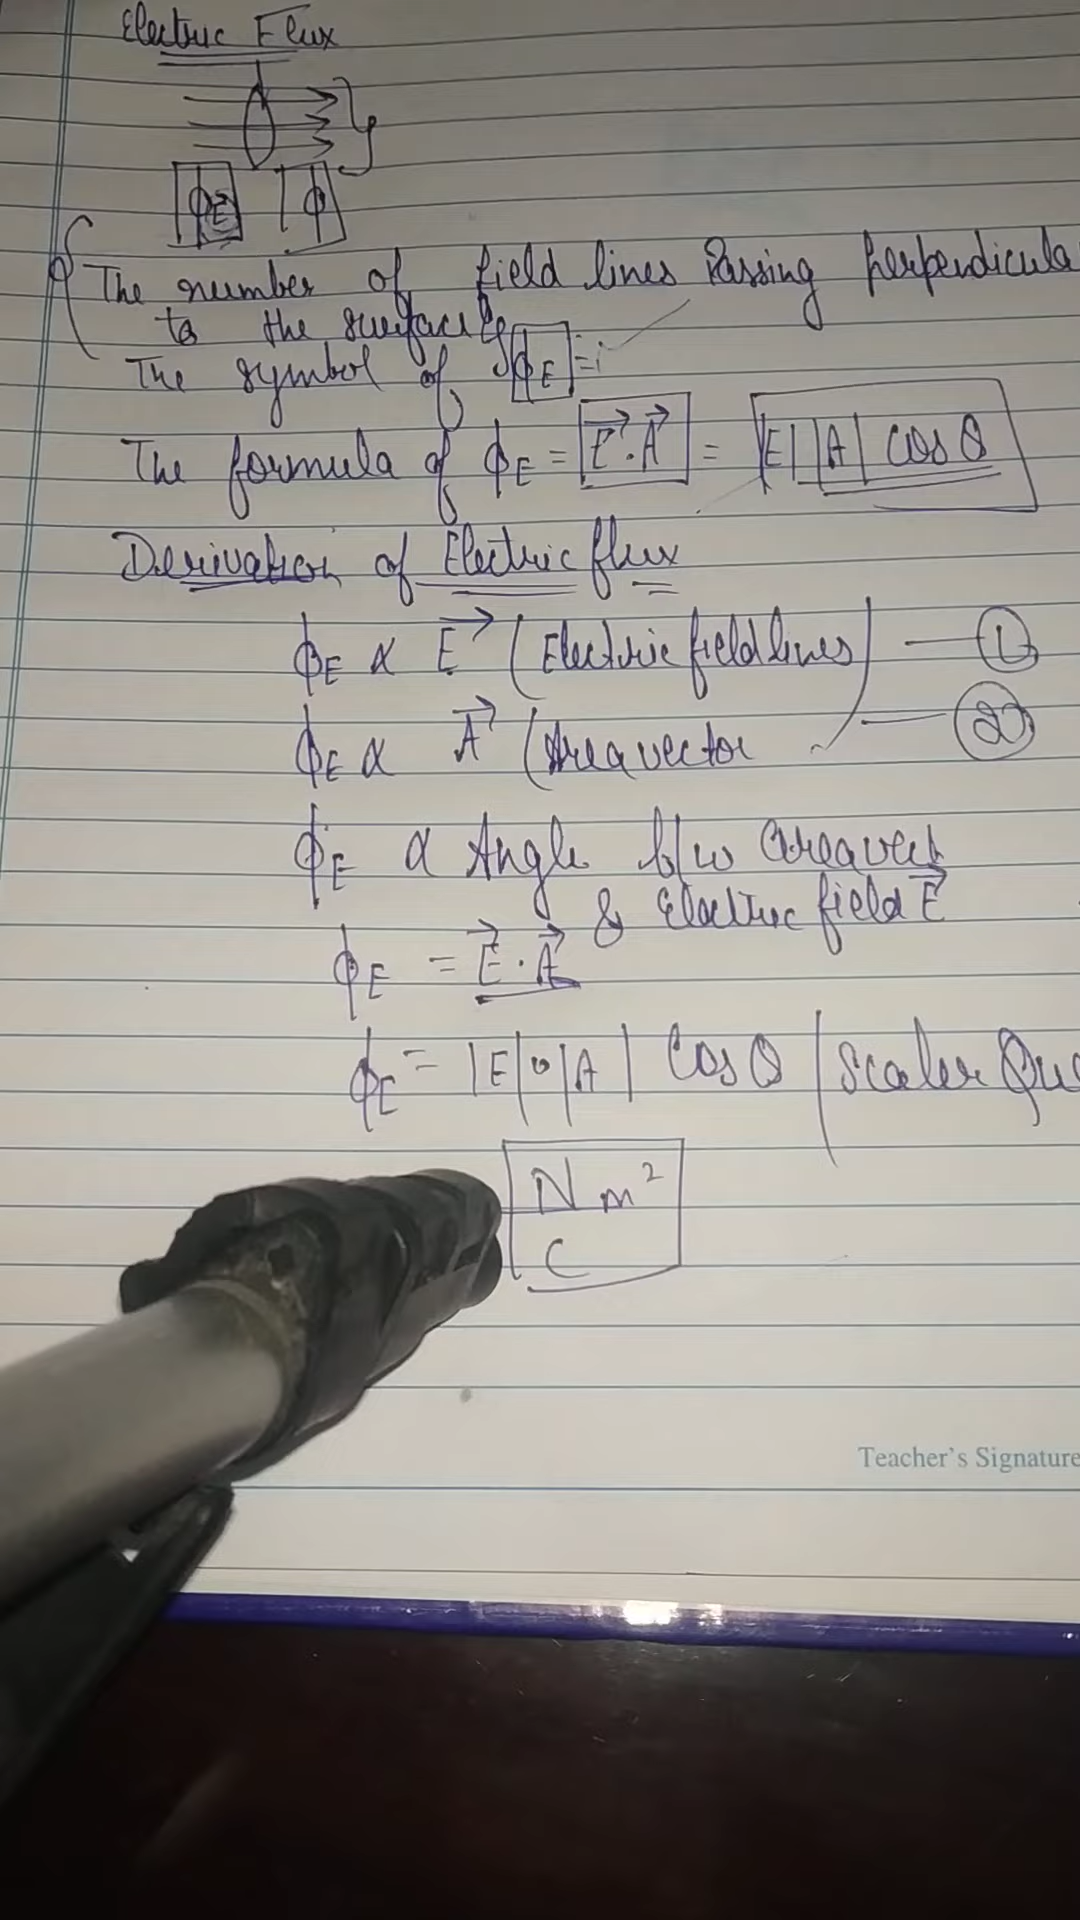 Electric Flux
ϕE ϕ
The number of field lines Passing perpendicula
to the surface
The symbol of ϕE =
The formula of ϕE = E⃗ . A⃗ = |E| |A| cos θ
Derivation of Electric flux
ϕE ∝ E⃗ (Electric field lines) — ①
ϕE ∝ A⃗ (Area vector — ②
ϕE ∝ Angle b/w areavect
& Electric field E⃗
ϕE = E⃗ . A⃗
ϕE = |E| . |A| Cos θ / Scaler Qua
N m²
C
Teacher's Signature